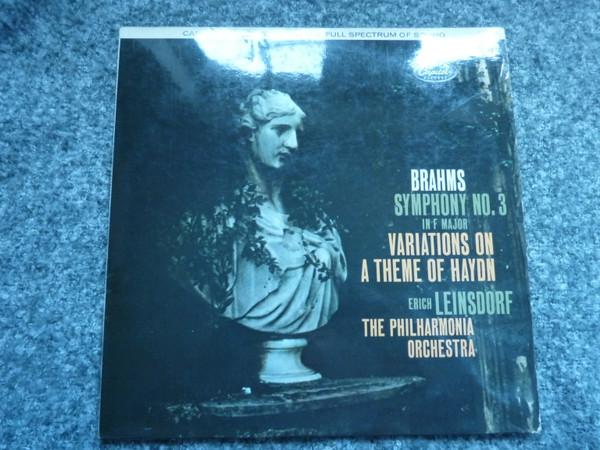 FULL SPECTRUM OF SOUND
Capitol
BRAHMS
SYMPHONY NO. 3
IN F MAJOR
VARIATIONS ON
A THEME OF HAYDN
ERICH LEINSDORF
THE PHILHARMONIA
ORCHESTRA